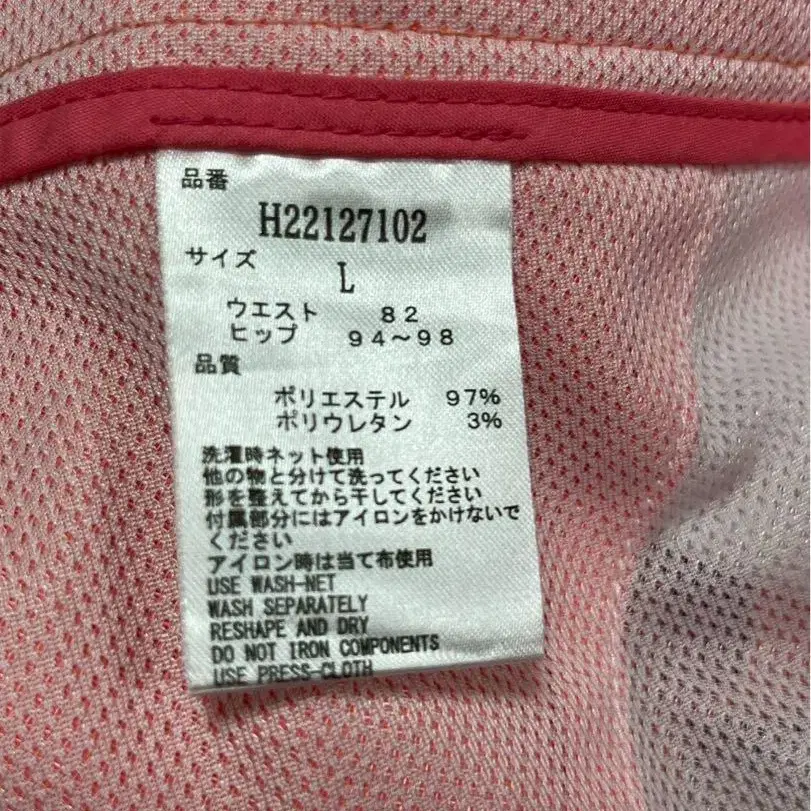 品番
H22127102
サイズ
L
ウエスト 82
ヒップ 94～98
品質
ポリエステル 97%
ポリウレタン 3%
洗濯時ネット使用
他の物と分けて洗ってください
形を整えてから干してください
付属部分にはアイロンをかけないで
ください
アイロン時は当て布使用
USE WASH-NET
WASH SEPARATELY
RESHAPE AND DRY
DO NOT IRON COMPONENTS
USE PRESS-CLOTH